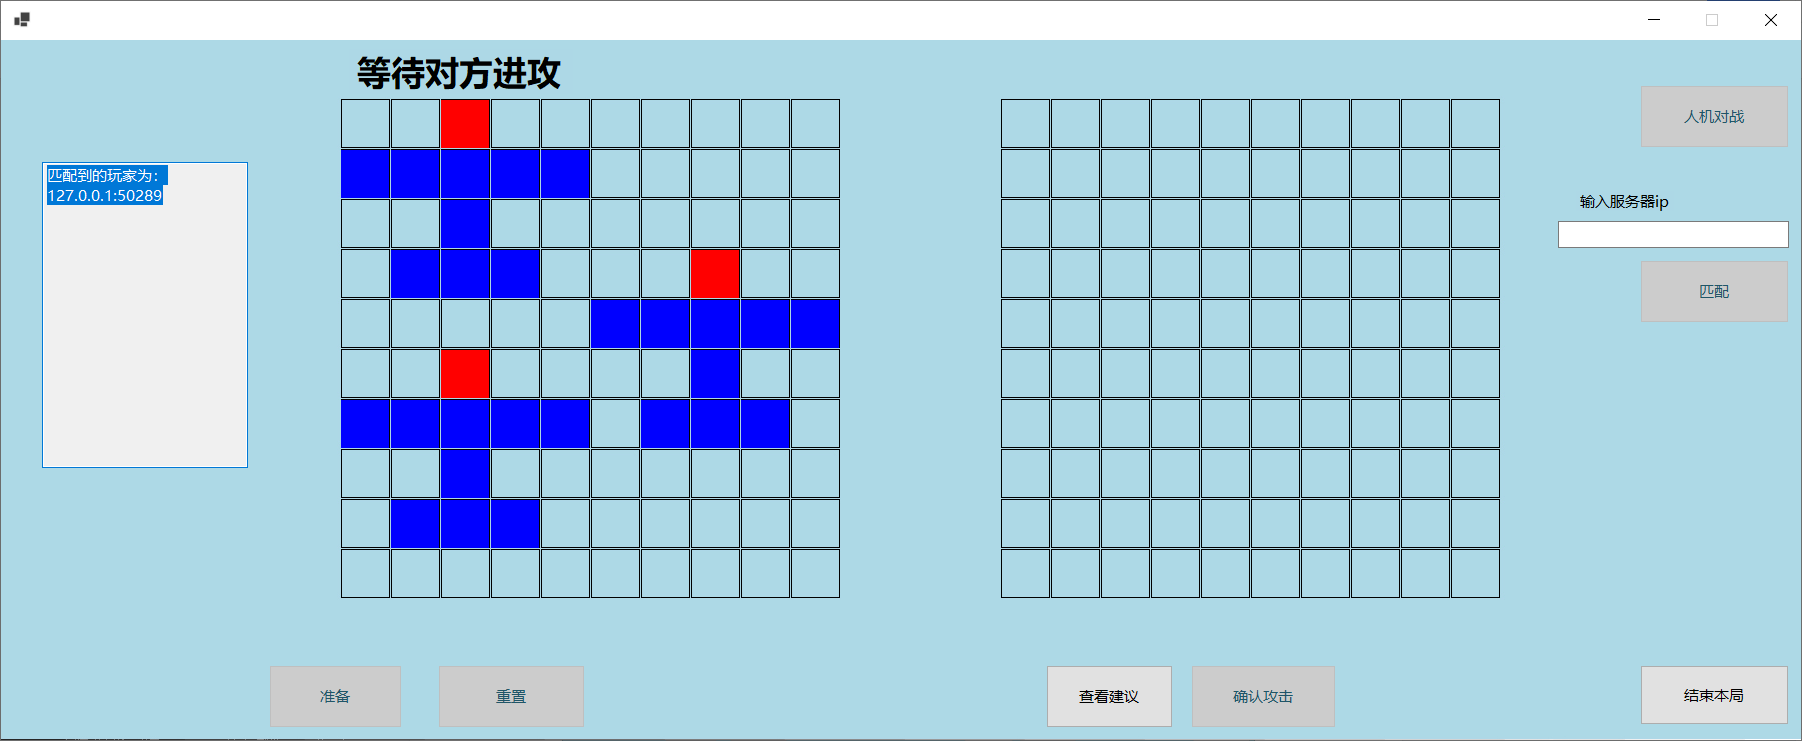 等待对方进攻
人机对战
匹配到的玩家为：
127.0.0.1:50289
输入服务器ip
匹配
准备
重置
查看建议
确认攻击
结束本局